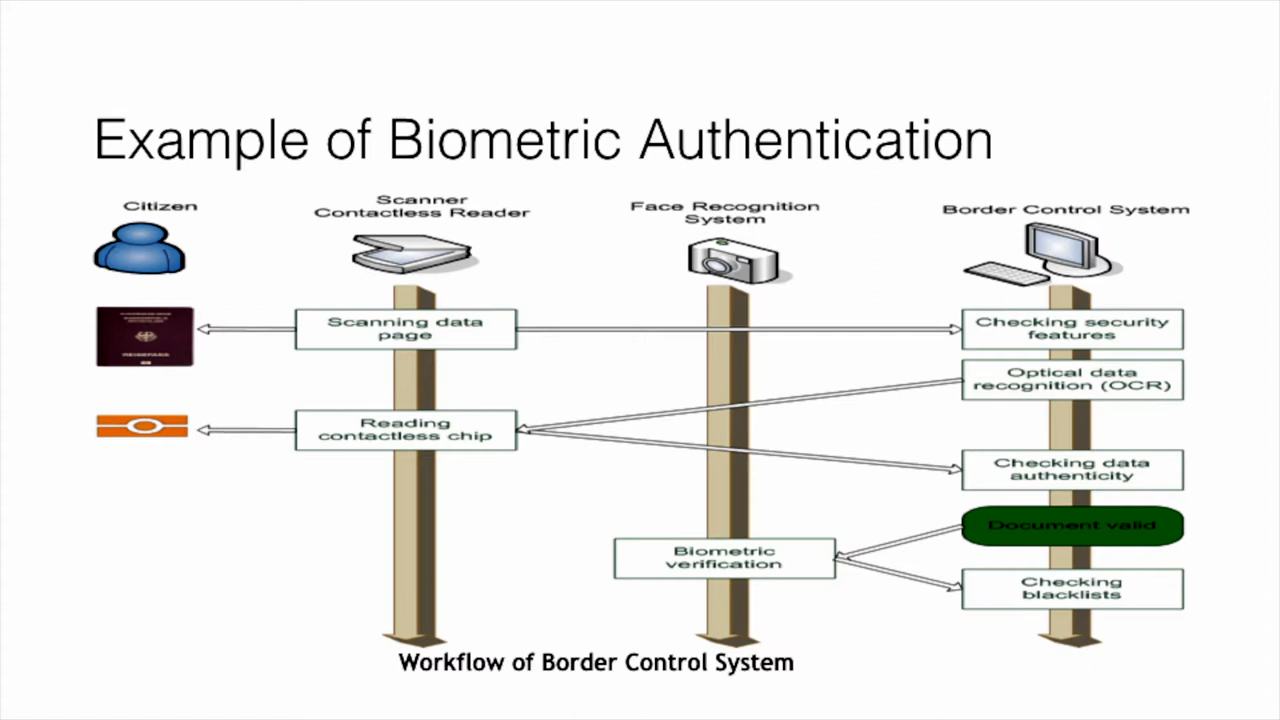 Example of Biometric Authentication
Citizen
Scanner
Contactless Reader
Face Recognition
System
Border Control System
Scanning data
page
Checking security
features
Optical data
recognition (OCR)
Reading
contactless chip
Checking data
authenticity
Document valid
Biometric
verification
Checking
blacklists
Workflow of Border Control System